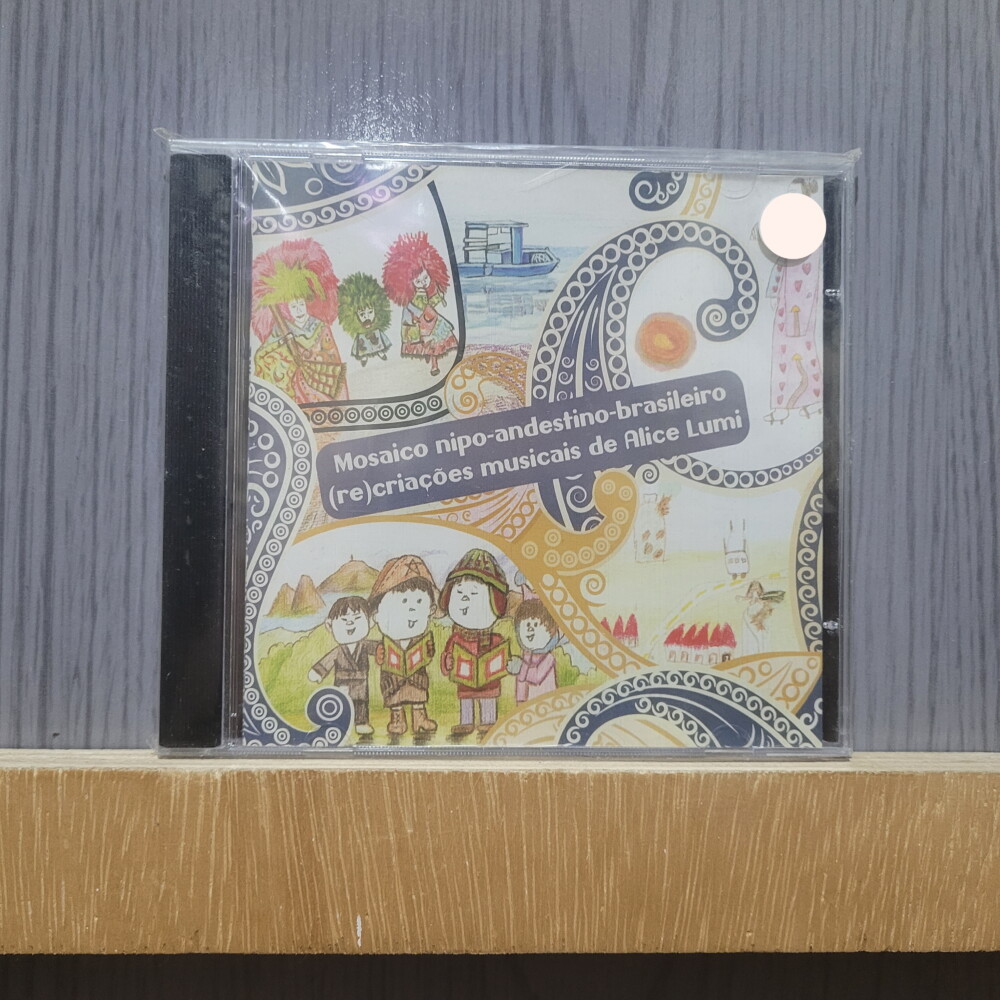 Mosaico nipo-andestino-brasileiro
(re)criações musicais de Alice Lumi